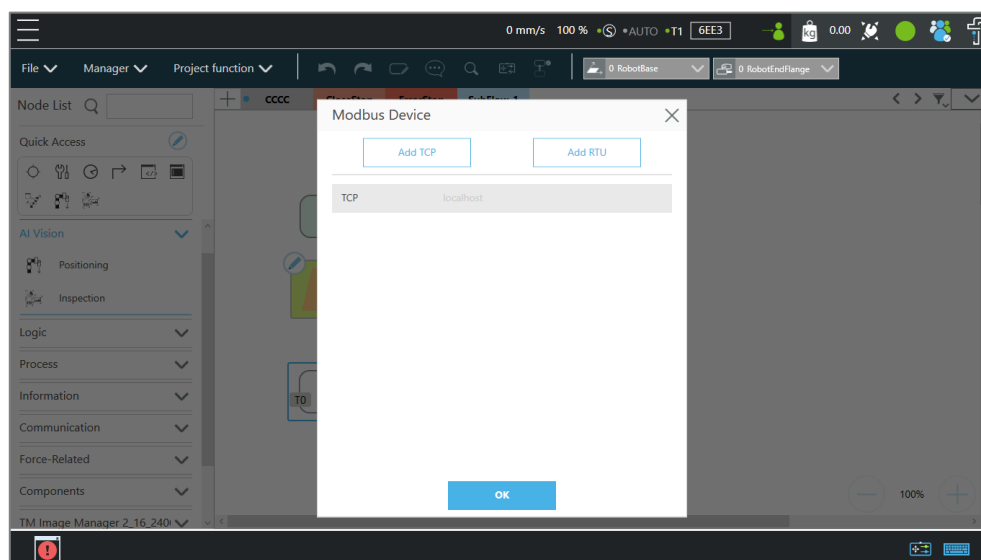 0 mm/s 100 % S AUTO T1 6EE3 kg 0.00
File Manager Project function 0 RobotBase 0 RobotEndFlange
Node List
cccc
Modbus Device
Quick Access
Add TCP Add RTU
TCP localhost
AI Vision
Positioning
Inspection
Logic
Process
Information
T0
Communication
Force-Related
Components
OK
100%
TM Image Manager 2_16_240